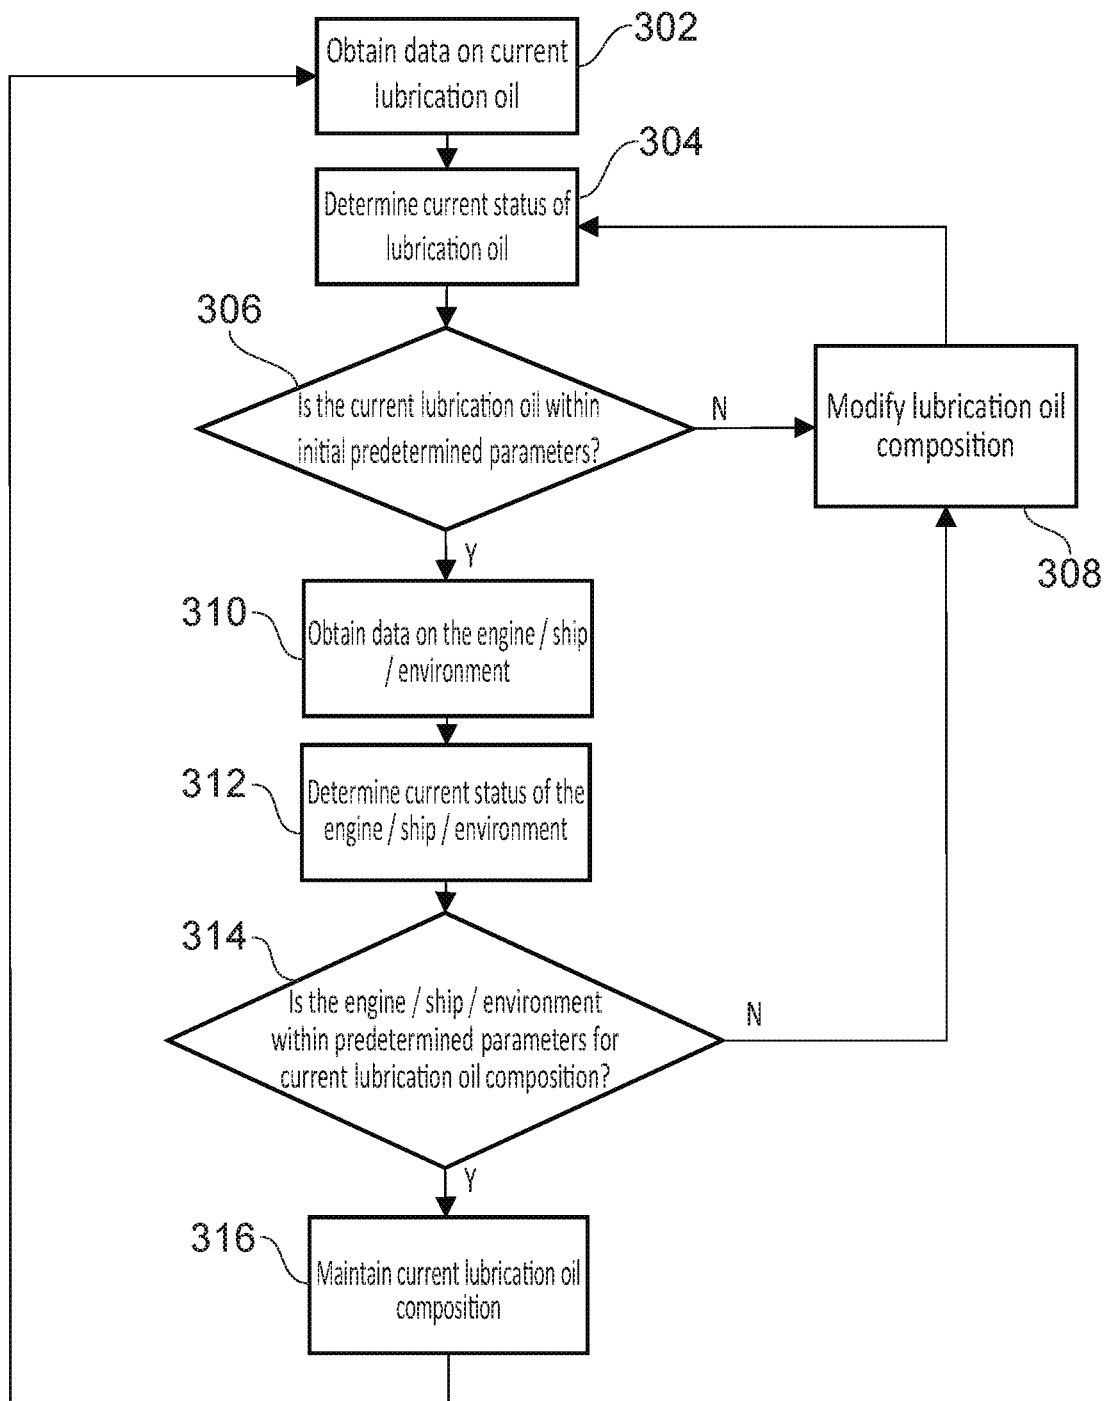 302
Obtain data on current
lubrication oil
304
Determine current status of
lubrication oil
306
Is the current lubrication oil within
initial predetermined parameters?
N
Modify lubrication oil
composition
308
Y
310
Obtain data on the engine / ship
/ environment
312
Determine current status of the
engine / ship / environment
314
Is the engine / ship / environment
within predetermined parameters for
current lubrication oil composition?
N
Y
316
Maintain current lubrication oil
composition